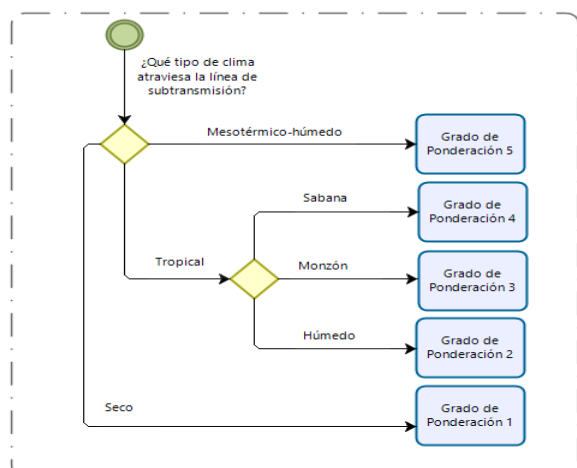 ¿Qué tipo de clima
atraviesa la línea de
subtransmisión?
Mesotérmico-húmedo
Grado de
Ponderación 5
Sabana
Grado de
Ponderación 4
Tropical
Monzón
Grado de
Ponderación 3
Húmedo
Grado de
Ponderación 2
Seco
Grado de
Ponderación 1